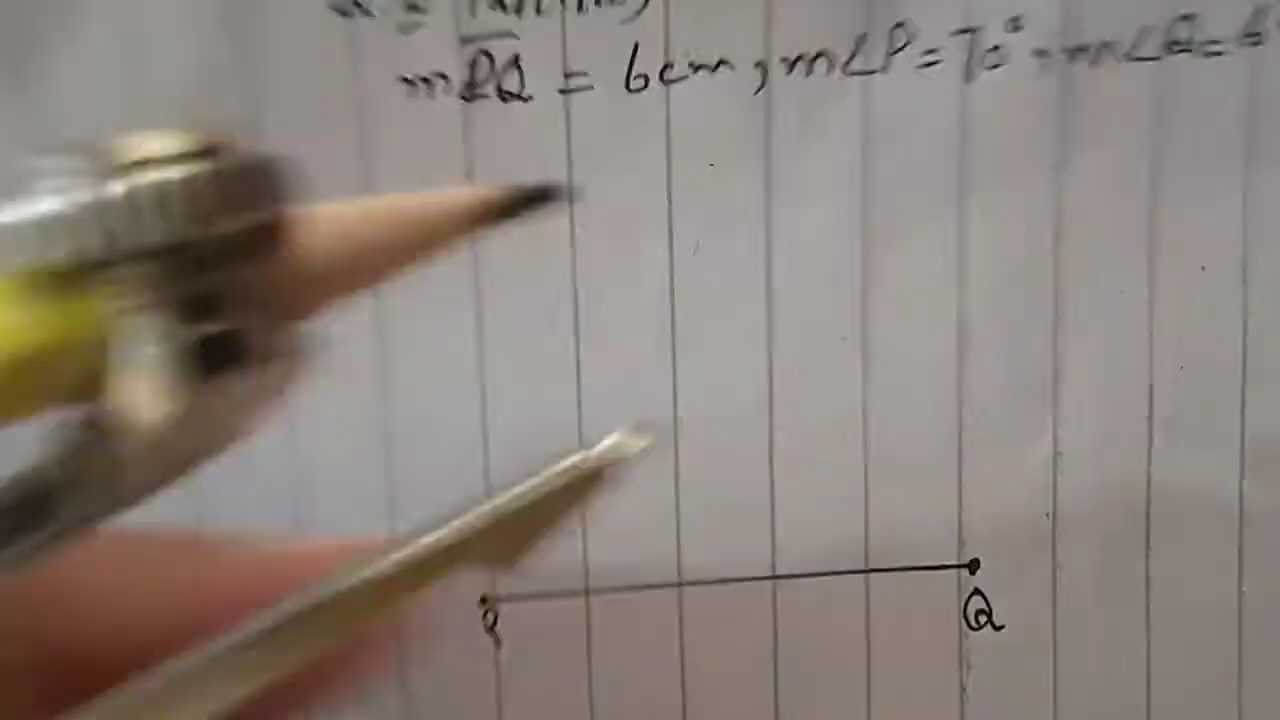 mPQ = 6cm, m∠P = 70°, m∠Q =
P Q